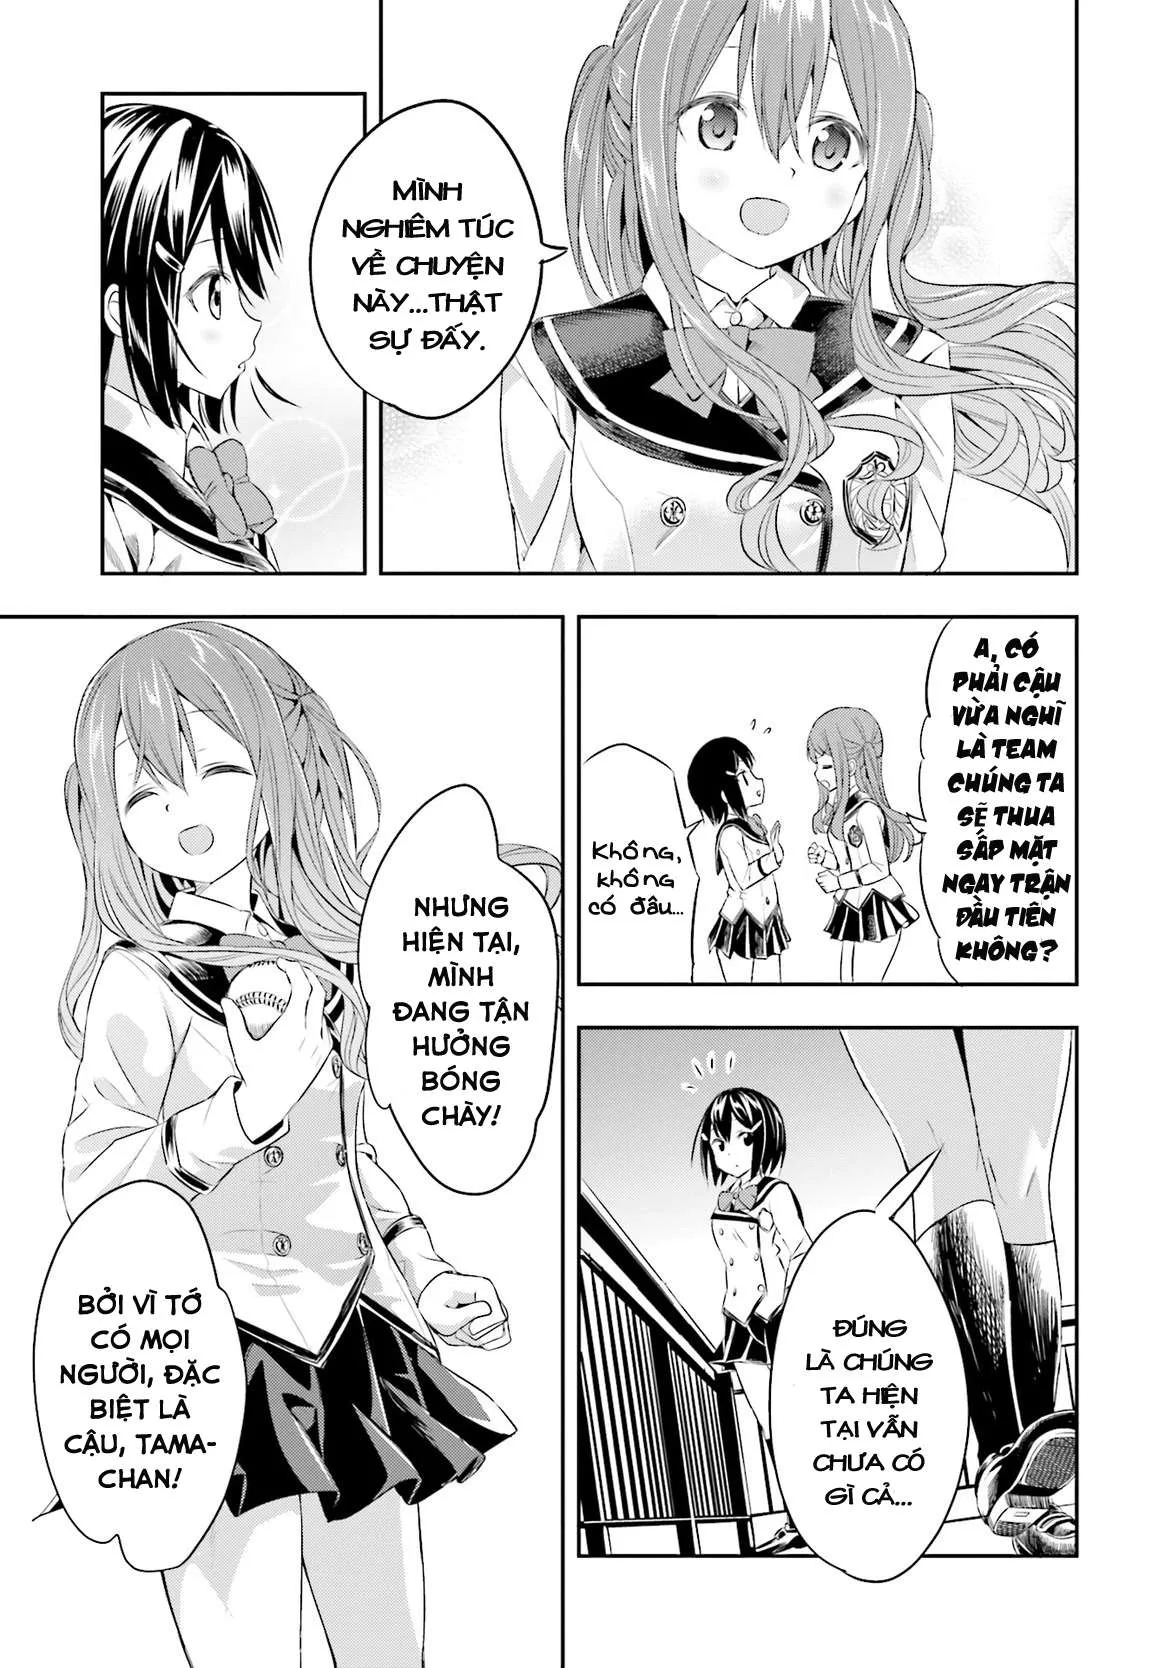 MÌNH
NGHIÊM TÚC
VỀ CHUYỆN
NÀY...THẬT
SỰ ĐẤY.
A, CÓ
PHẢI CẬU
VỪA NGHĨ
LÀ TEAM
CHÚNG TA
SẼ THUA
SẤP MẶT
NGAY TRẬN
ĐẦU TIÊN
KHÔNG?
Không,
không
có đâu...
ĐÚNG
LÀ CHÚNG
TA HIỆN
TẠI VẪN
CHƯA CÓ
GÌ CẢ...
NHƯNG
HIỆN TẠI,
MÌNH
ĐANG TẬN
HƯỞNG
BÓNG
CHÀY!
BỞI VÌ TỚ
CÓ MỌI
NGƯỜI, ĐẶC
BIỆT LÀ
CẬU, TAMA-
CHAN!